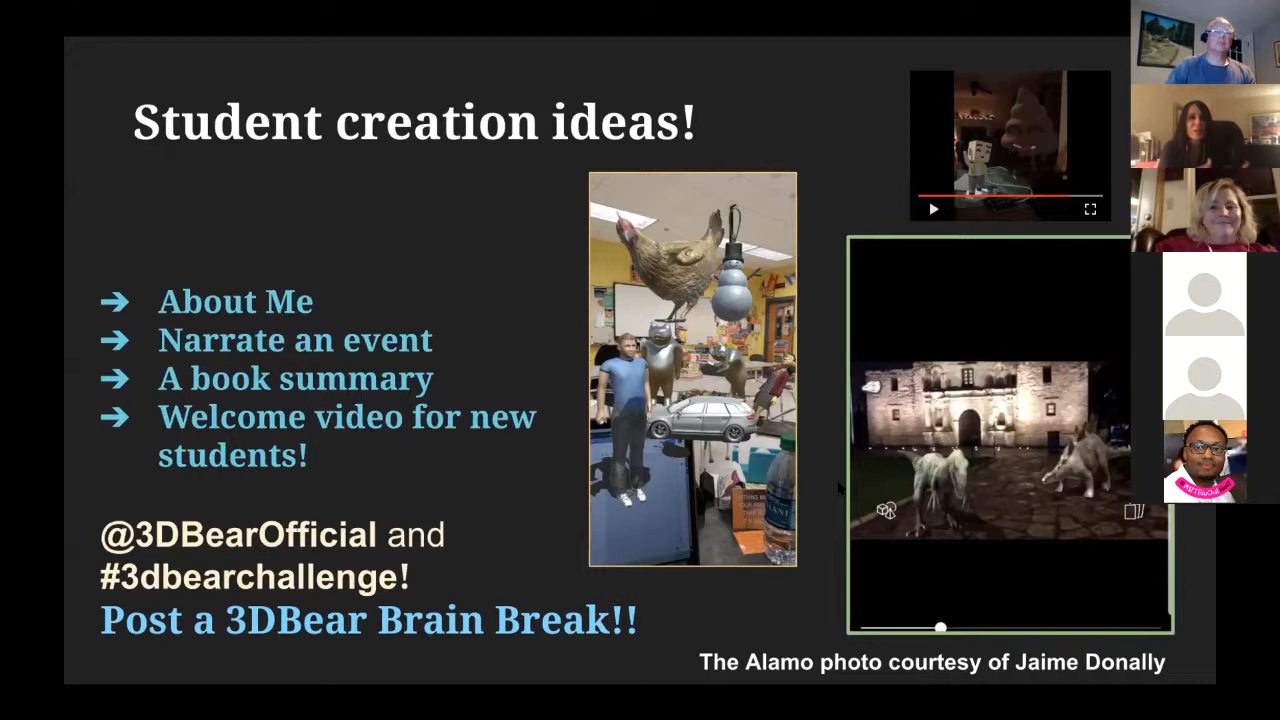 Student creation ideas!
➔ About Me
➔ Narrate an event
➔ A book summary
➔ Welcome video for new
students!
@3DBearOfficial and
#3dbearchallenge!
Post a 3DBear Brain Break!!
The Alamo photo courtesy of Jaime Donally